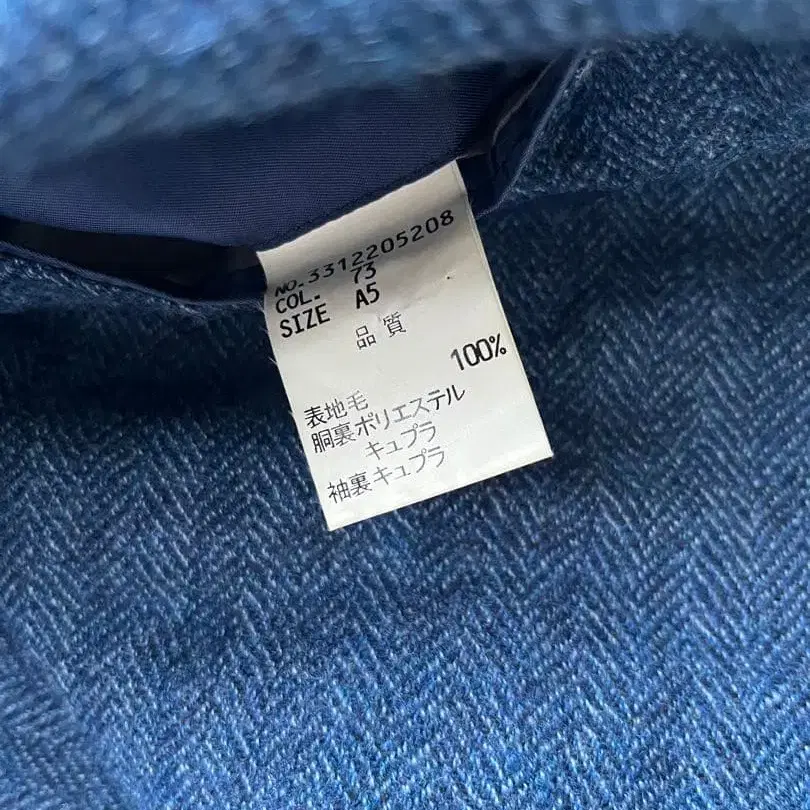 NO.3312205208
COL. 73
SIZE A5
品質
100%
表地毛
胴裏ポリエステル
キュプラ
袖裏キュプラ